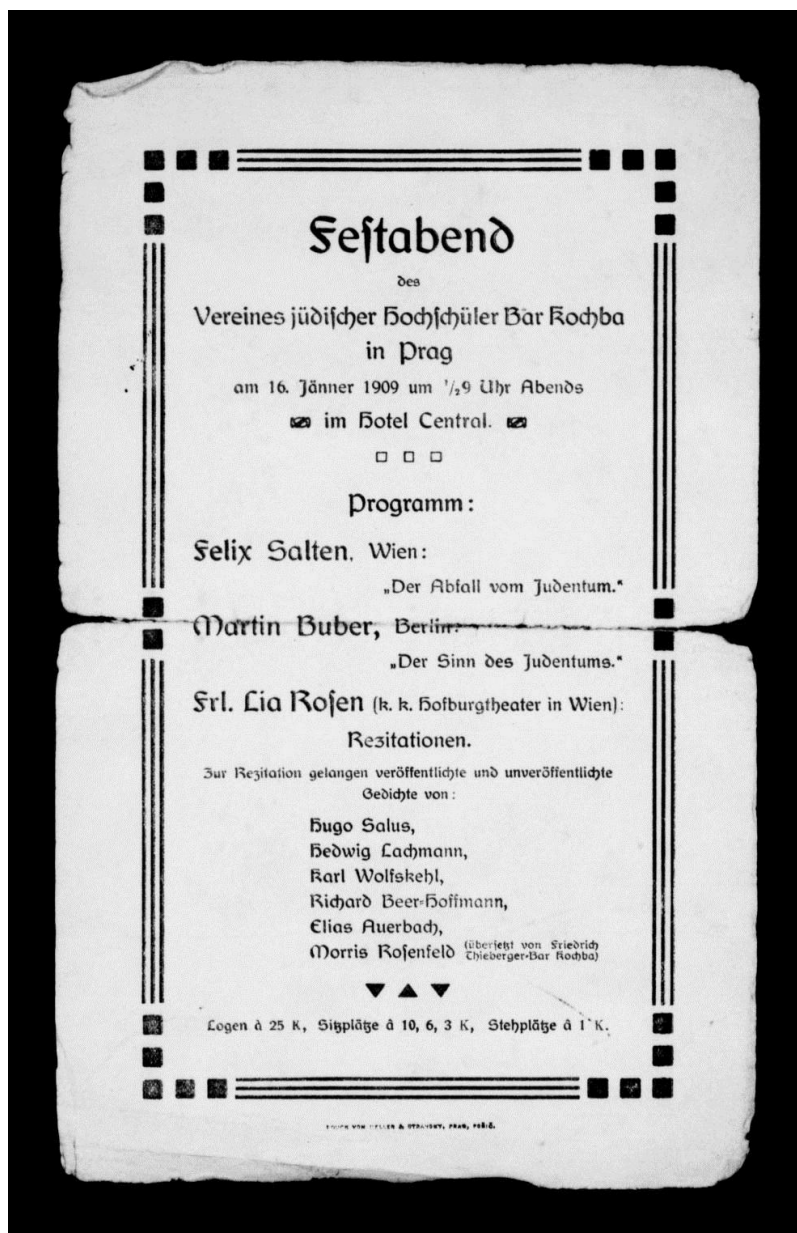 Feſtabend
des
Vereines jüdiſcher Hochſchüler Bar Kochba
in Prag
am 16. Jänner 1909 um ½9 Uhr Abends
im Hotel Central.
Programm:
Felix Salten, Wien:
„Der Abfall vom Judentum."
Martin Buber, Berlin:
„Der Sinn des Judentums."
Frl. Lia Roſen (k. k. Hofburgtheater in Wien):
Rezitationen.
Zur Rezitation gelangen veröffentlichte und unveröffentlichte
Gedichte von:
Hugo Salus,
Hedwig Lachmann,
Karl Wolfskehl,
Richard Beer-Hoffmann,
Elias Auerbach,
Morris Roſenfeld (überſetzt von Friedrich
Thieberger-Bar Kochba)
Logen à 25 K, Sitzplätze à 10, 6, 3 K, Stehplätze à 1 K.
DRUCK VON & PRAG,